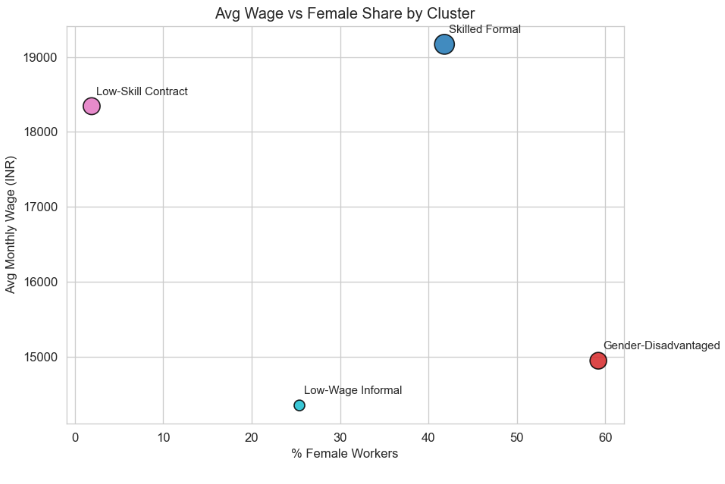 Avg Wage vs Female Share by Cluster
Skilled Formal
19000
Low-Skill Contract
18000
17000
Avg Monthly Wage (INR)
16000
Gender-Disadvantaged
15000
Low-Wage Informal
0 10 20 30 40 50 60
% Female Workers